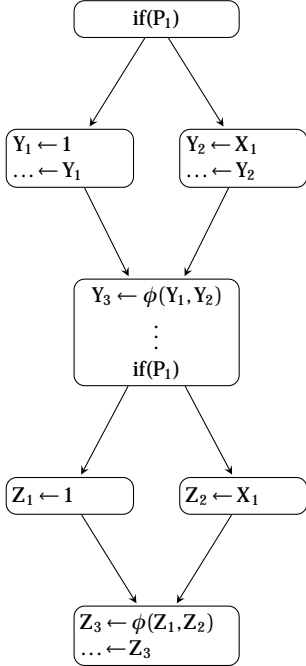 if(P₁)
Y₁ ← 1
... ← Y₁
Y₂ ← X₁
... ← Y₂
Y₃ ← ϕ(Y₁,Y₂)
⋮
if(P₁)
Z₁ ← 1
Z₂ ← X₁
Z₃ ← ϕ(Z₁,Z₂)
... ← Z₃